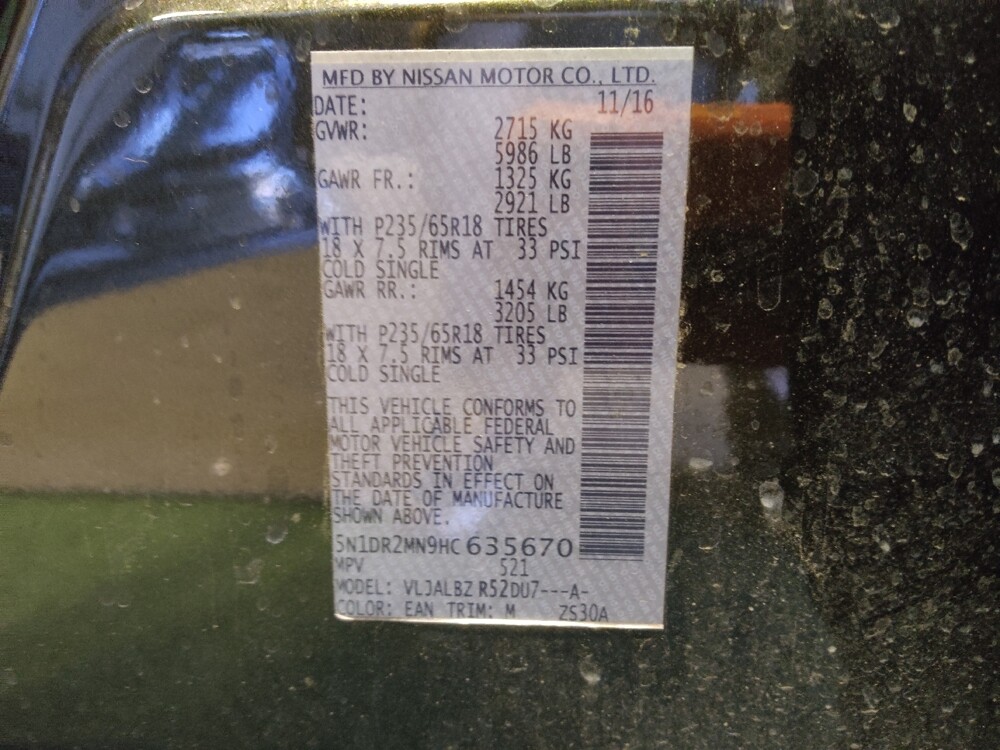 MFD BY NISSAN MOTOR CO., LTD.
DATE: 11/16
GVWR: 2715 KG
5986 LB
GAWR FR.: 1325 KG
2921 LB
WITH P235/65R18 TIRES
18 X 7.5 RIMS AT 33 PSI
COLD SINGLE
GAWR RR.: 1454 KG
3205 LB
WITH P235/65R18 TIRES
18 X 7.5 RIMS AT 33 PSI
COLD SINGLE
THIS VEHICLE CONFORMS TO
ALL APPLICABLE FEDERAL
MOTOR VEHICLE SAFETY AND
THEFT PREVENTION
STANDARDS IN EFFECT ON
THE DATE OF MANUFACTURE
SHOWN ABOVE.
5N1DR2MN9HC 635670
MPV 521
MODEL: VLJALBZ R52DU7---A-
COLOR: EAN TRIM: M ZS30A